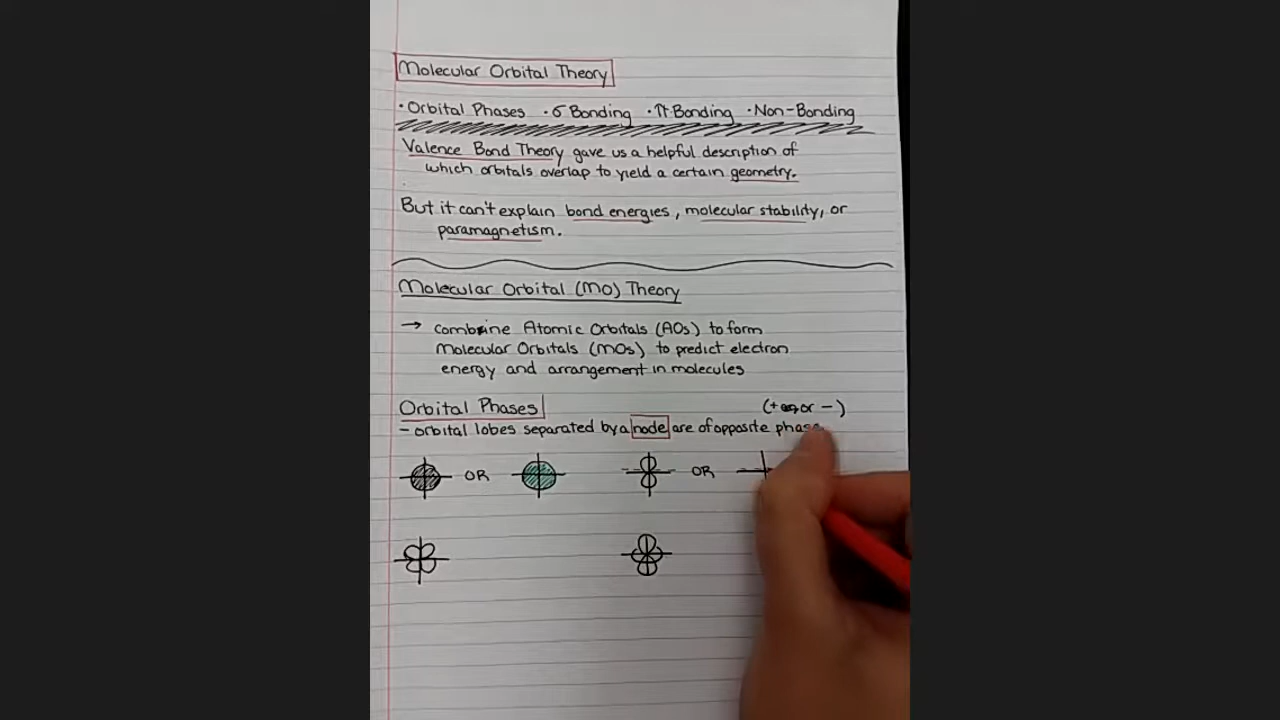 Molecular Orbital Theory
• Orbital Phases • σ Bonding • π Bonding • Non-Bonding
Valence Bond Theory gave us a helpful description of
which orbitals overlap to yield a certain geometry.
But it can't explain bond energies, molecular stability, or
paramagnetism.
Molecular Orbital (MO) Theory
→ combine Atomic Orbitals (AOs) to form
Molecular Orbitals (MOs) to predict electron
energy and arrangement in molecules
Orbital Phases
(+ or -)
- orbital lobes separated by a node are of opposite phase
OR
OR